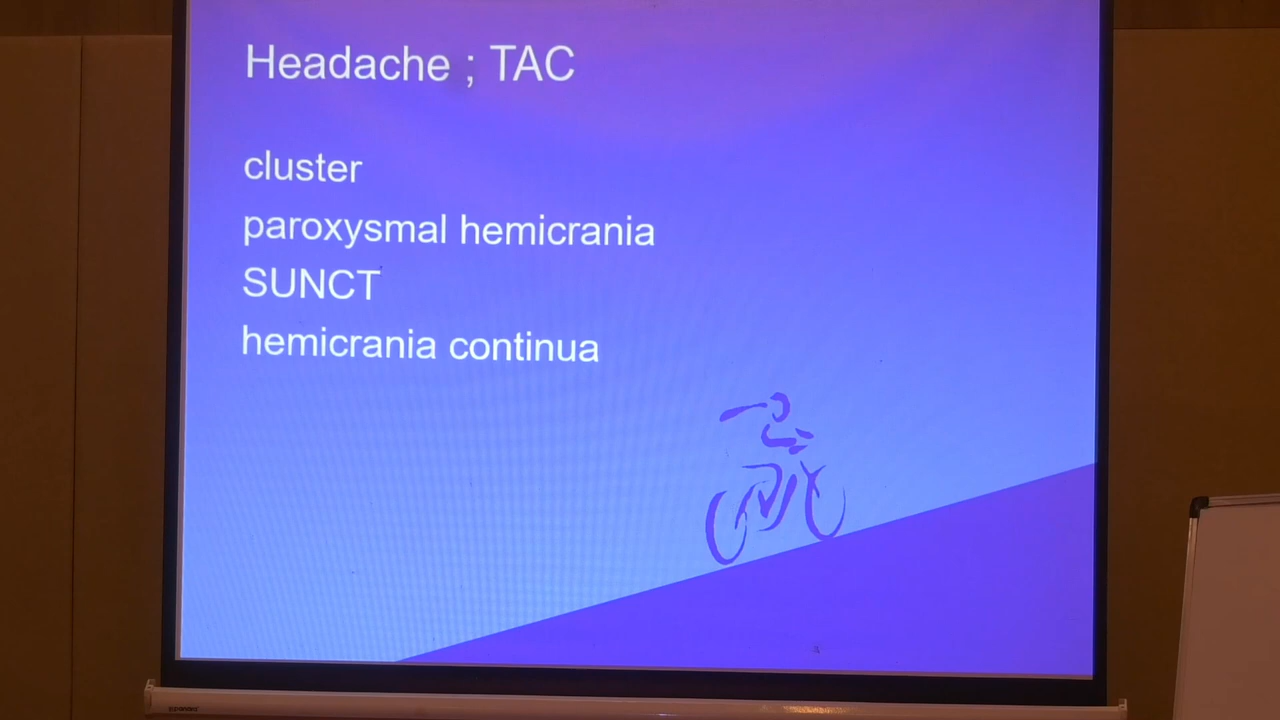 Headache ; TAC
cluster
paroxysmal hemicrania
SUNCT
hemicrania continua